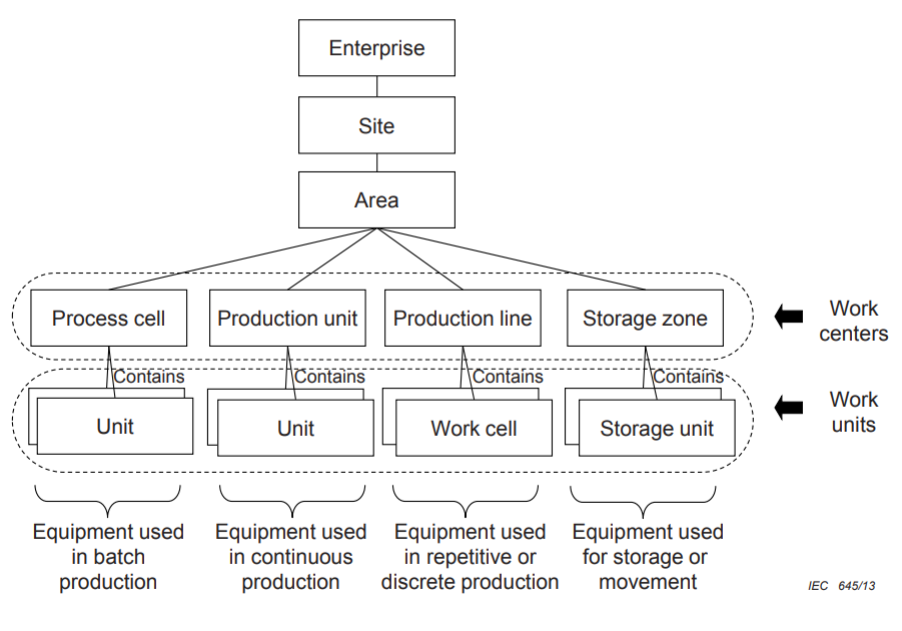 Enterprise
Site
Area
Process cell
Production unit
Production line
Storage zone
Work
centers
Contains
Contains
Contains
Contains
Unit
Unit
Work cell
Storage unit
Work
units
Equipment used
in batch
production
Equipment used
in continuous
production
Equipment used
in repetitive or
discrete production
Equipment used
for storage or
movement
IEC 645/13